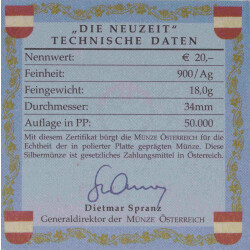 „DIE NEUZEIT"
TECHNISCHE DATEN
Nennwert: € 20,–
Feinheit: 900/Ag
Feingewicht: 18,0g
Durchmesser: 34mm
Auflage in PP: 50.000
Mit diesem Zertifikat bürgt die MÜNZE ÖSTERREICH für die
Echtheit der in polierter Platte geprägten Münze. Diese
Silbermünze ist gesetzliches Zahlungsmittel in Österreich.
Dietmar Spranz
Generaldirektor der MÜNZE ÖSTERREICH